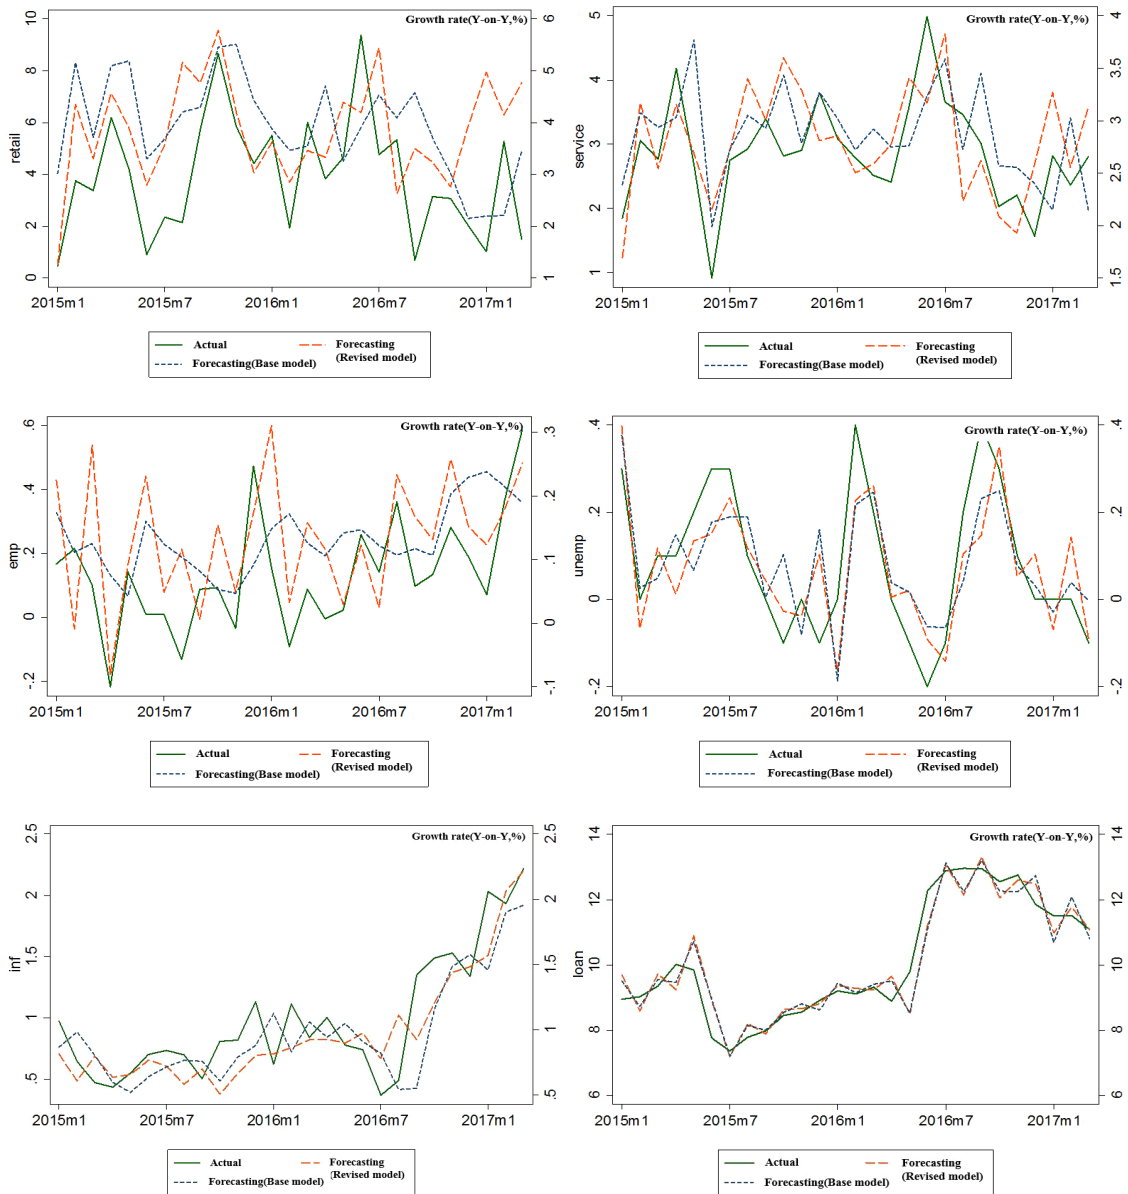 Growth rate(Y-on-Y,%)
retail
0 2 4 6 8 10
1 2 3 4 5 6
2015m1 2015m7 2016m1 2016m7 2017m1
Actual
Forecasting
(Revised model)
Forecasting(Base model)
Growth rate(Y-on-Y,%)
service
1 2 3 4 5
1.5 2 2.5 3 3.5 4
2015m1 2015m7 2016m1 2016m7 2017m1
Actual
Forecasting
(Revised model)
Forecasting(Base model)
Growth rate(Y-on-Y,%)
emp
-.2 0 .2 .4 .6
-.1 0 .1 .2 .3
2015m1 2015m7 2016m1 2016m7 2017m1
Actual
Forecasting
(Revised model)
Forecasting(Base model)
Growth rate(Y-on-Y,%)
unemp
-.2 0 .2 .4
-.2 0 .2 .4
2015m1 2015m7 2016m1 2016m7 2017m1
Actual
Forecasting
(Revised model)
Forecasting(Base model)
Growth rate(Y-on-Y,%)
inf
.5 1 1.5 2 2.5
.5 1 1.5 2 2.5
2015m1 2015m7 2016m1 2016m7 2017m1
Actual
Forecasting
(Revised model)
Forecasting(Base model)
Growth rate(Y-on-Y,%)
loan
6 8 10 12 14
6 8 10 12 14
2015m1 2015m7 2016m1 2016m7 2017m1
Actual
Forecasting
(Revised model)
Forecasting(Base model)